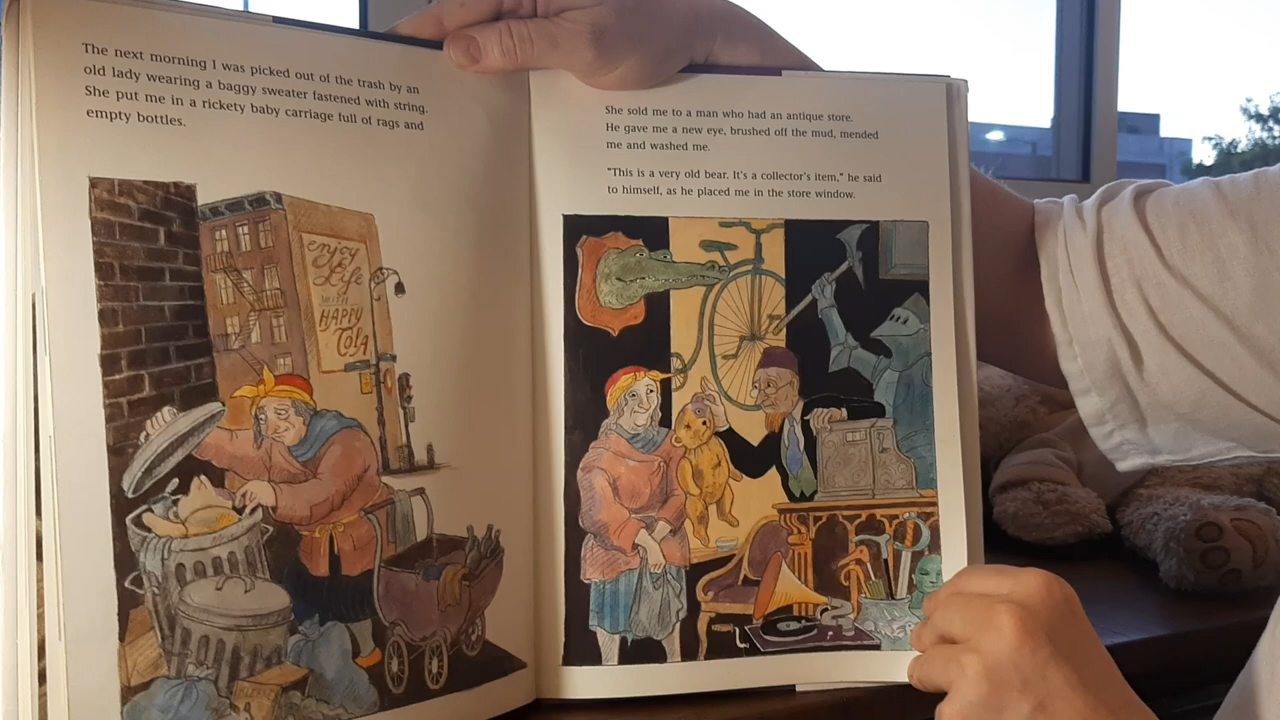 The next morning I was picked out of the trash by an
old lady wearing a baggy sweater fastened with string.
She put me in a rickety baby carriage full of rags and
empty bottles.
enjoy
Life
WITH
HAPPY
Cola
She sold me to a man who had an antique store.
He gave me a new eye, brushed off the mud, mended
me and washed me.
"This is a very old bear. It's a collector's item," he said
to himself, as he placed me in the store window.